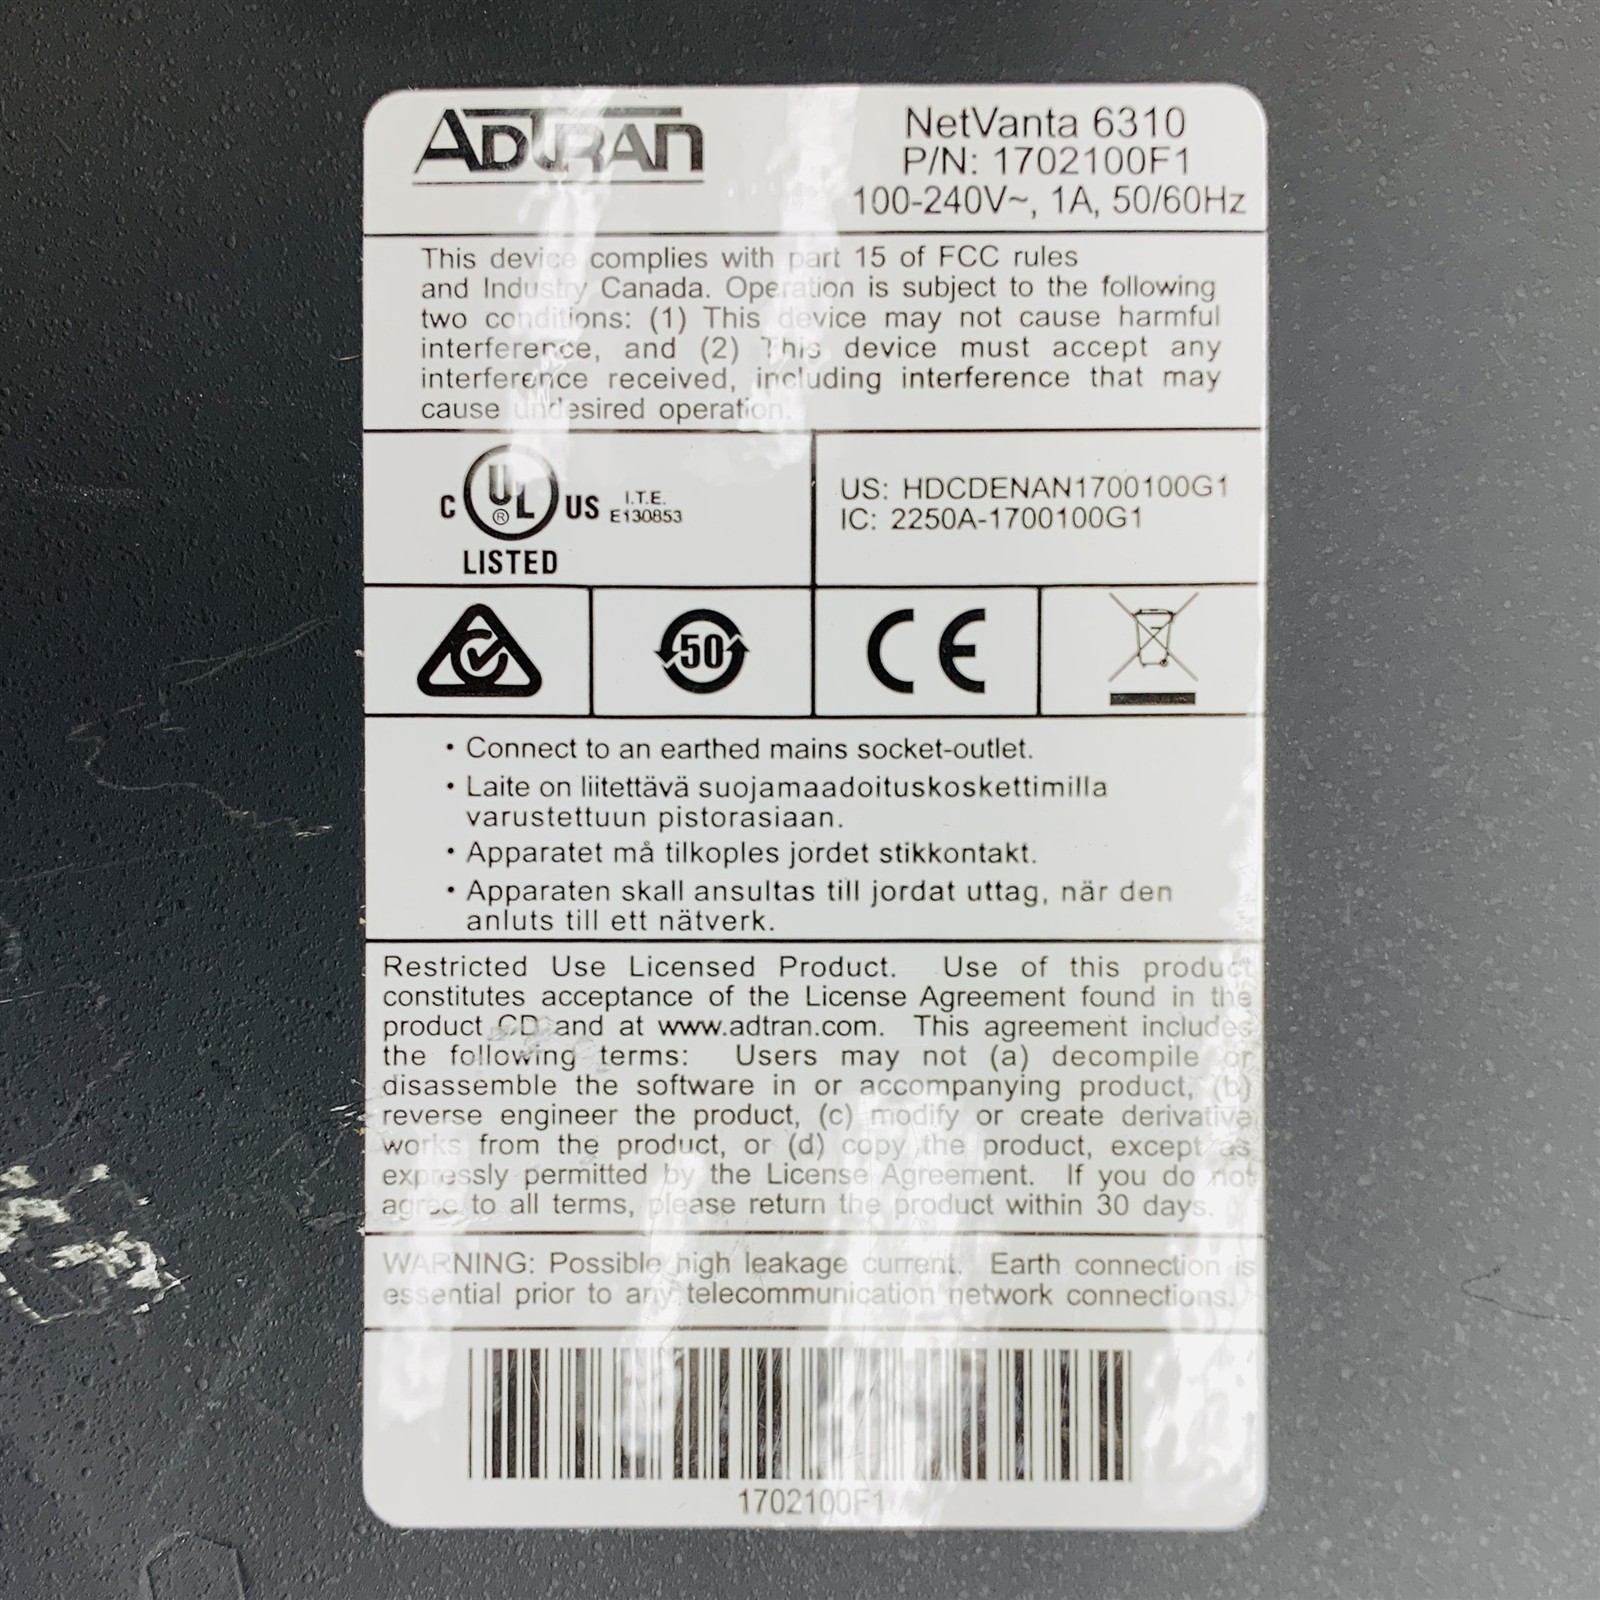 ADTRAN
NetVanta 6310
P/N: 1702100F1
100-240V~, 1A, 50/60Hz
This device complies with part 15 of FCC rules
and Industry Canada. Operation is subject to the following
two conditions: (1) This device may not cause harmful
interference, and (2) This device must accept any
interference received, including interference that may
cause undesired operation.
C UL ® US I.T.E.
E130853
LISTED
US: HDCDENAN1700100G1
IC: 2250A-1700100G1
50
CE
• Connect to an earthed mains socket-outlet.
• Laite on liitettävä suojamaadoituskoskettimilla
varustettuun pistorasiaan.
• Apparatet må tilkoples jordet stikkontakt.
• Apparaten skall ansultas till jordat uttag, när den
anluts till ett nätverk.
Restricted Use Licensed Product. Use of this product
constitutes acceptance of the License Agreement found in the
product CD and at www.adtran.com. This agreement includes
the following terms: Users may not (a) decompile or
disassemble the software in or accompanying product, (b)
reverse engineer the product, (c) modify or create derivative
works from the product, or (d) copy the product, except as
expressly permitted by the License Agreement. If you do not
agree to all terms, please return the product within 30 days.
WARNING: Possible high leakage current. Earth connection is
essential prior to any telecommunication network connections.
1702100F1